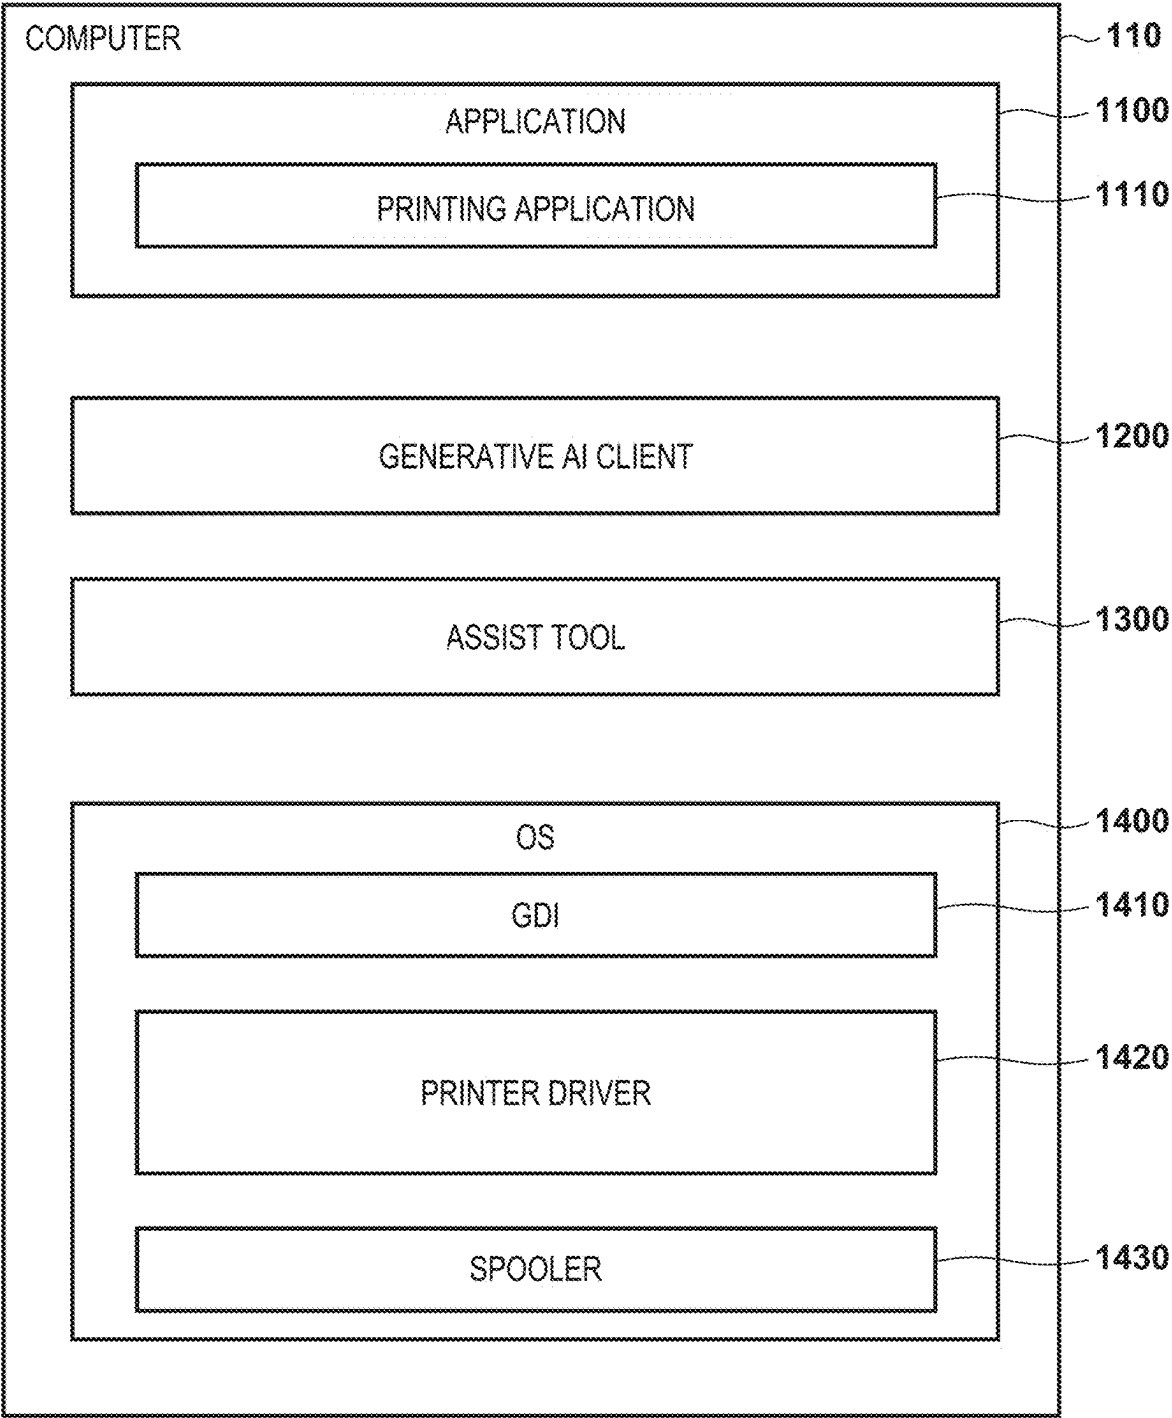 COMPUTER
110
APPLICATION
1100
PRINTING APPLICATION
1110
GENERATIVE AI CLIENT
1200
ASSIST TOOL
1300
OS
1400
GDI
1410
PRINTER DRIVER
1420
SPOOLER
1430